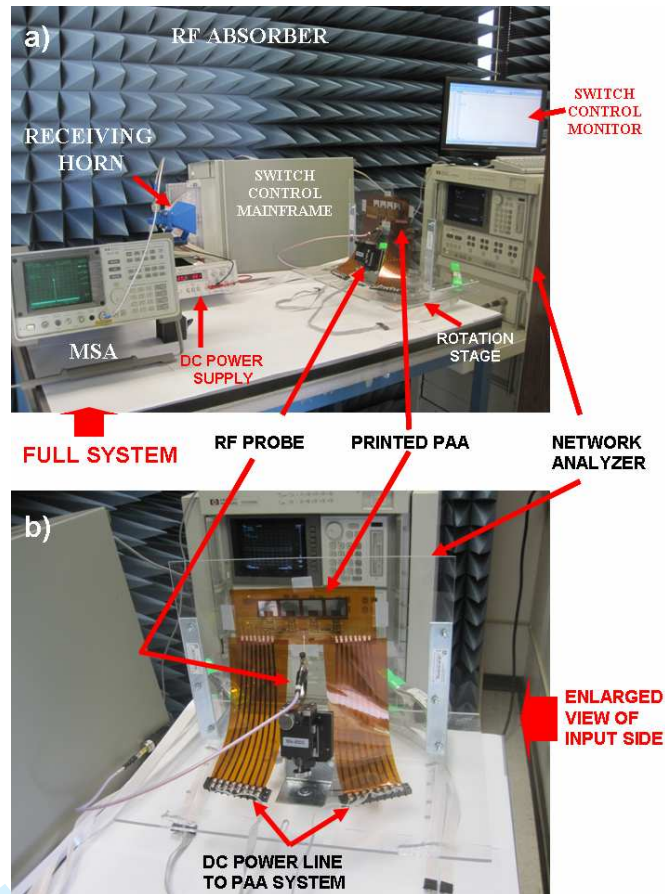 a)
RF ABSORBER
RECEIVING
HORN
SWITCH
CONTROL
MAINFRAME
SWITCH
CONTROL
MONITOR
MSA
DC POWER
SUPPLY
ROTATION
STAGE
FULL SYSTEM
RF PROBE
PRINTED PAA
NETWORK
ANALYZER
b)
ENLARGED
VIEW OF
INPUT SIDE
DC POWER LINE
TO PAA SYSTEM